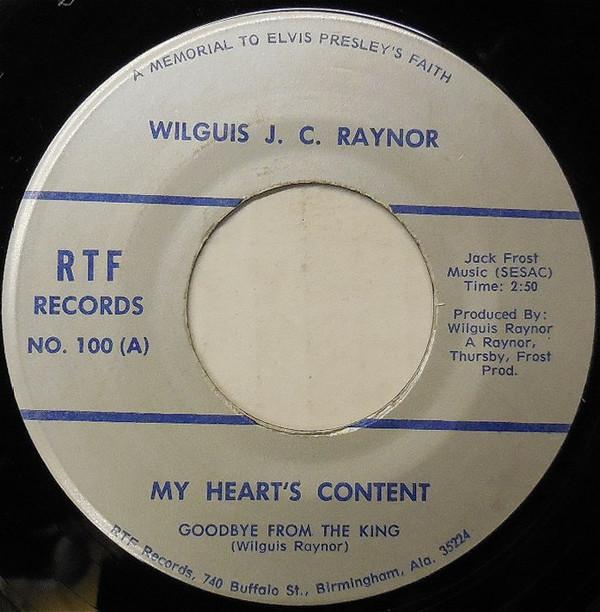 A MEMORIAL TO ELVIS PRESLEY'S FAITH
WILGUIS J. C. RAYNOR
RTF
RECORDS
NO. 100 (A)
Jack Frost
Music (SESAC)
Time: 2:50
Produced By:
Wilguis Raynor
A Raynor,
Thursby, Frost
Prod.
MY HEART'S CONTENT
GOODBYE FROM THE KING
(Wilguis Raynor)
RTF Records, 740 Buffalo St., Birmingham, Ala. 35224